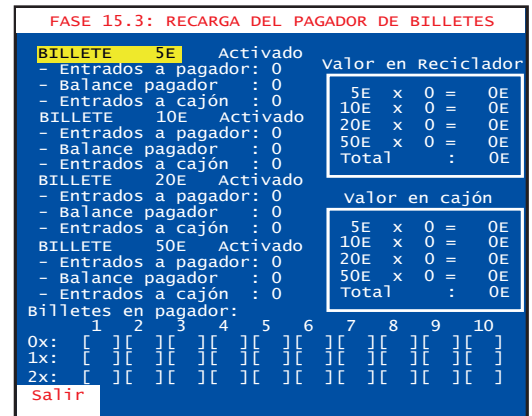 FASE 15.3: RECARGA DEL PAGADOR DE BILLETES
BILLETE 5E Activado
- Entrados a pagador: 0
- Balance pagador : 0
- Entrados a cajón : 0
BILLETE 10E Activado
- Entrados a pagador: 0
- Balance pagador : 0
- Entrados a cajón : 0
BILLETE 20E Activado
- Entrados a pagador: 0
- Balance pagador : 0
- Entrados a cajón : 0
BILLETE 50E Activado
- Entrados a pagador: 0
- Balance pagador : 0
- Entrados a cajón : 0
Valor en Reciclador
5E x 0 = 0E
10E x 0 = 0E
20E x 0 = 0E
50E x 0 = 0E
Total : 0E
Valor en cajón
5E x 0 = 0E
10E x 0 = 0E
20E x 0 = 0E
50E x 0 = 0E
Total : 0E
Billetes en pagador:
1 2 3 4 5 6 7 8 9 10
0x: [ ][ ][ ][ ][ ][ ][ ][ ][ ][ ]
1x: [ ][ ][ ][ ][ ][ ][ ][ ][ ][ ]
2x: [ ][ ][ ][ ][ ][ ][ ][ ][ ][ ]
Salir